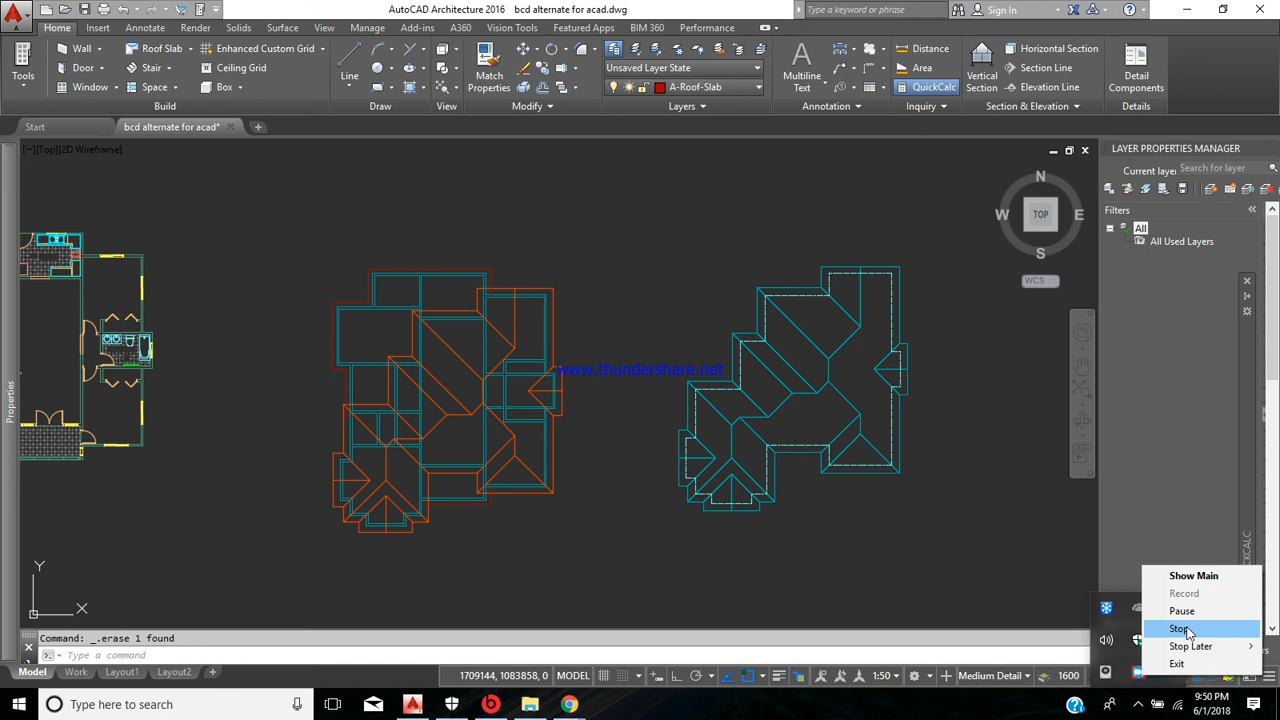 AutoCAD Architecture 2016 bcd alternate for acad.dwg
Type a keyword or phrase Sign In
Home Insert Annotate Render Solid Surface Manage Add-ins A360 Vision Tools Featured Apps BIM 360 Performance
Wall Roof Slab Enhanced Custom Grid
Unsaved Layer State
Distance Horizontal Section
Tools Door Stair Ceiling Grid
Line Match Properties
Multiline Text
Area Vertical Section Section Line Detail Components
Window Space Box
A-Roof-Slab
QuickCalc Elevation Line
Build Draw View Modify Layers Annotation Inquiry Section & Elevation Details
Start bcd alternate for acad*
[−][Top][2D Wireframe]
LAYER PROPERTIES MANAGER
Current layer Search for layer
N
W TOP E
S
WCS
Filters
All
All Used Layers
www.thundershare.net
Properties
Y
X
Show Main
Record
Pause
Stop
Stop Later
Exit
Command: _.erase 1 found
Type a command
Model Work Layout1 Layout2
1709144, 1083858, 0 MODEL 1:50 Medium Detail 1600
Type here to search
9:50 PM
6/1/2018